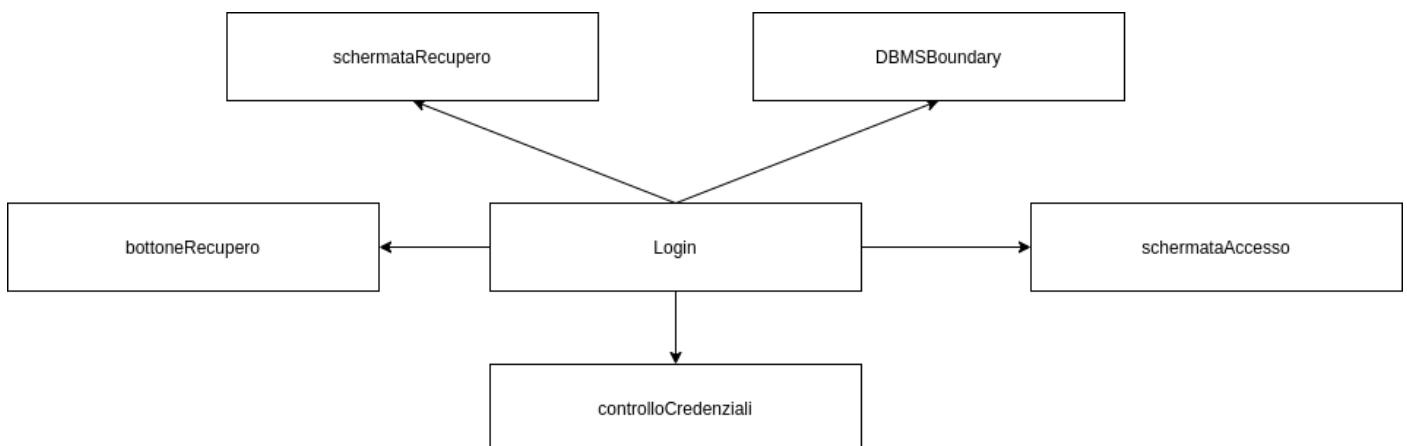 schermataRecupero
DBMSBoundary
bottoneRecupero
Login
schermataAccesso
controlloCredenziali